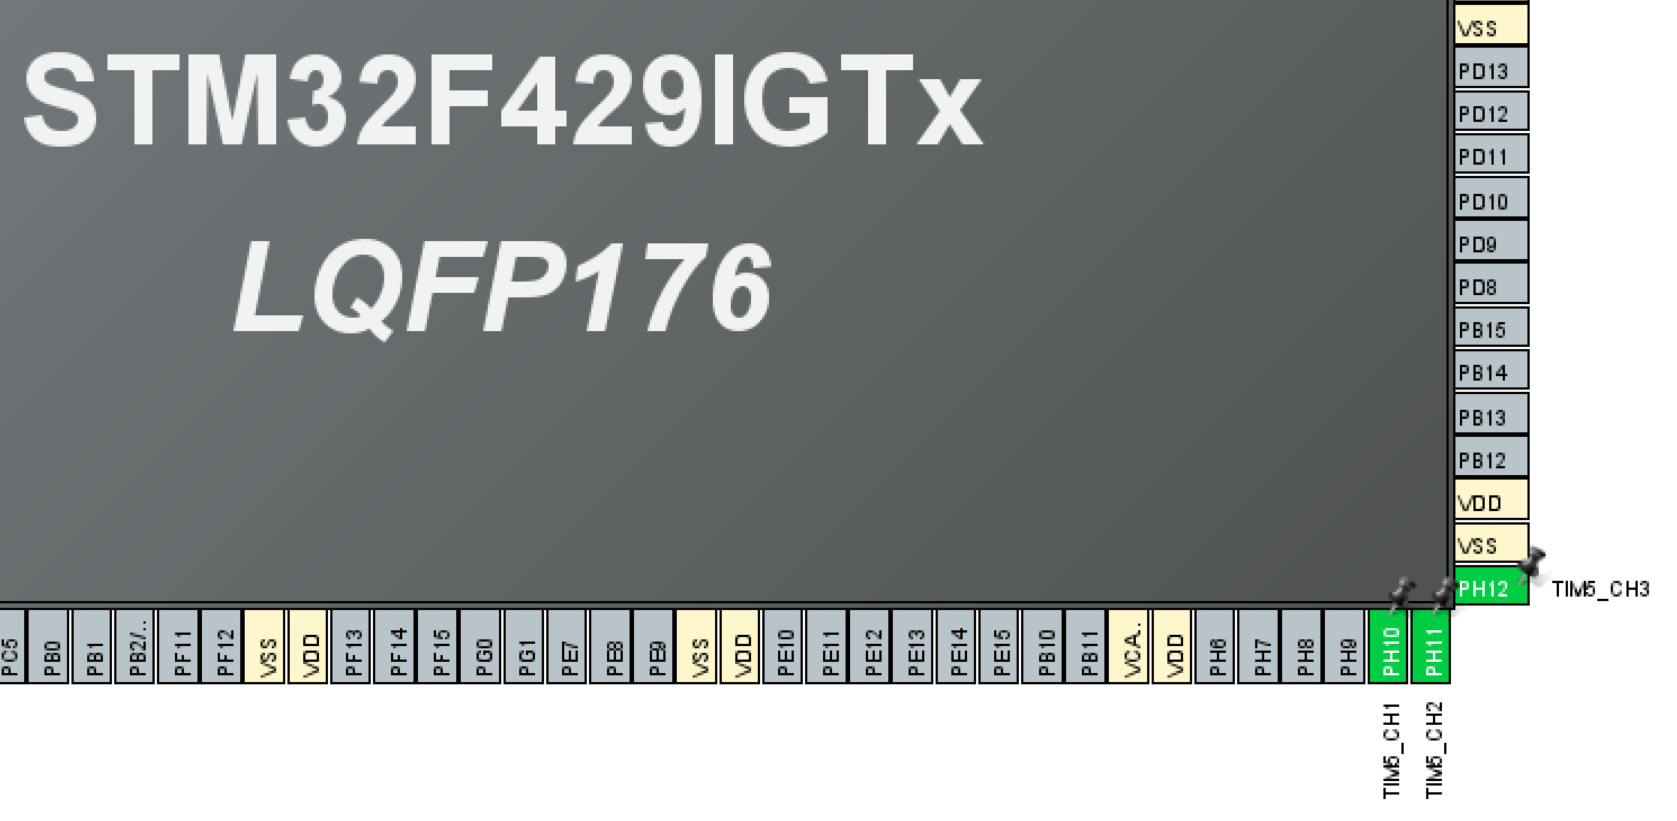 STM32F429IGTx
LQFP176
VSS
PD13
PD12
PD11
PD10
PD9
PD8
PB15
PB14
PB13
PB12
VDD
VSS
PH12
TIM5_CH3
PC5
PB0
PB1
PB2/..
PF11
PF12
VSS
VDD
PF13
PF14
PF15
PG0
PG1
PE7
PE8
PE9
VSS
VDD
PE10
PE11
PE12
PE13
PE14
PE15
PB10
PB11
VCA..
VDD
PH6
PH7
PH8
PH9
PH10
PH11
TIM5_CH1
TIM5_CH2